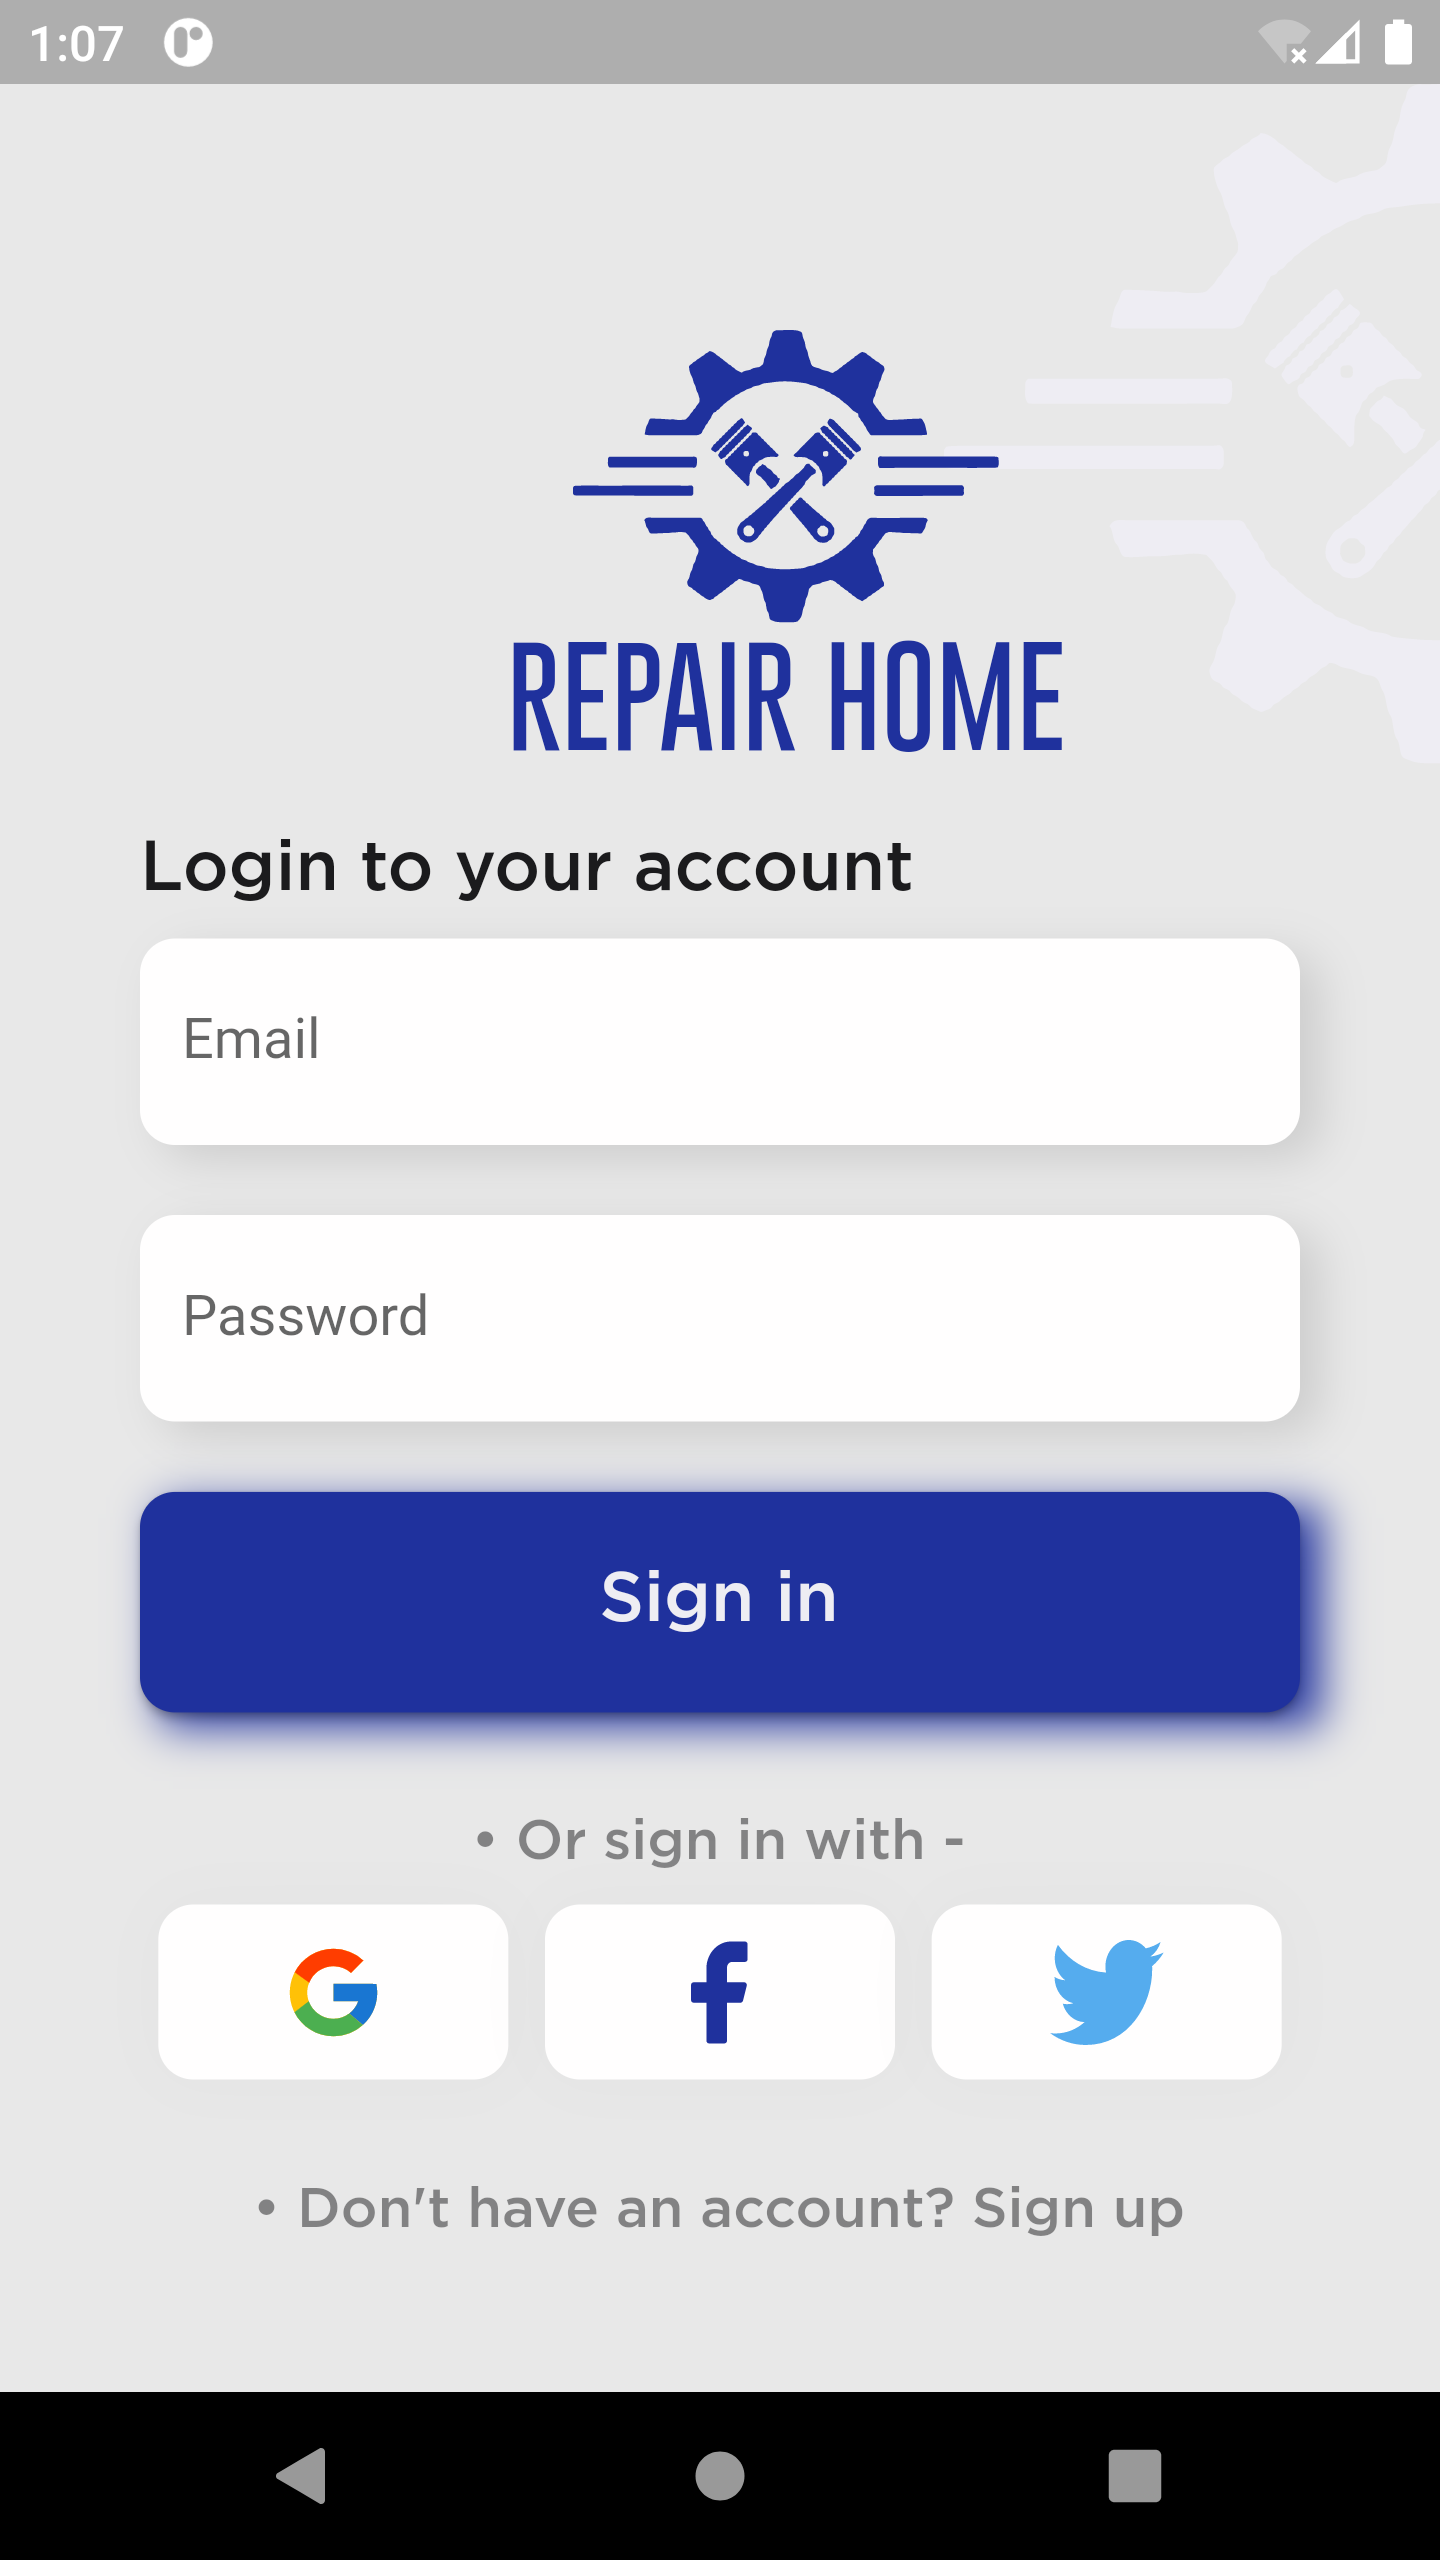 1:07
REPAIR HOME
Login to your account
Email
Password
Sign in
• Or sign in with -
• Don't have an account? Sign up